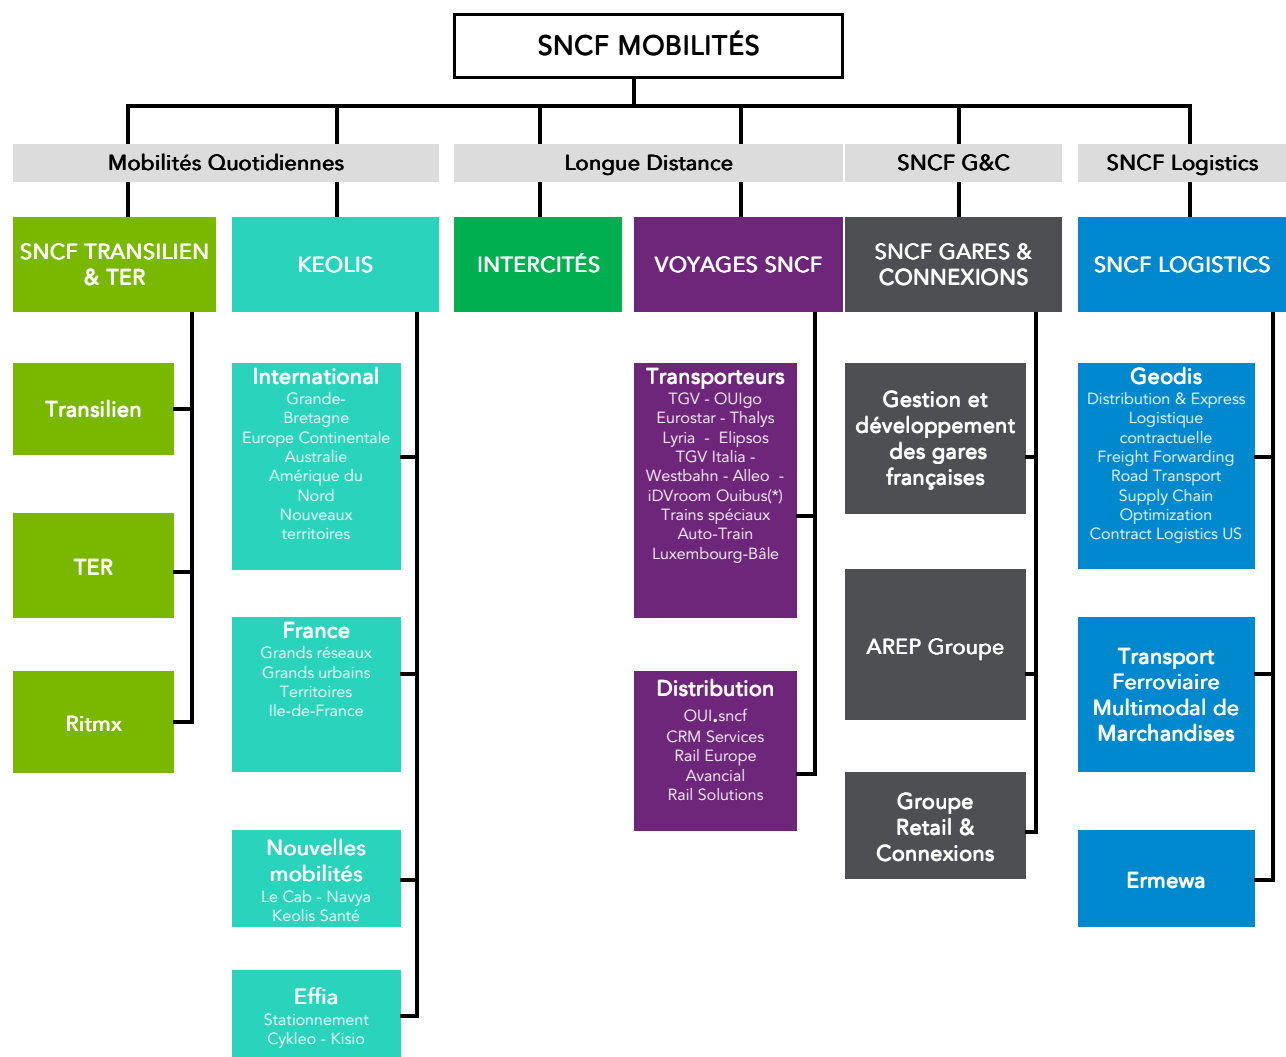 SNCF MOBILITÉS
Mobilités Quotidiennes
Longue Distance
SNCF G&C
SNCF Logistics
SNCF TRANSILIEN
& TER
KEOLIS
INTERCITÉS
VOYAGES SNCF
SNCF GARES &
CONNEXIONS
SNCF LOGISTICS
Transilien
TER
Ritmx
International
Grande-
Bretagne
Europe Continentale
Australie
Amérique du
Nord
Nouveaux
territoires
France
Grands réseaux
Grands urbains
Territoires
Ile-de-France
Nouvelles
mobilités
Le Cab - Navya
Keolis Santé
Effia
Stationnement
Cykleo - Kisio
Transporteurs
TGV - OUIgo
Eurostar - Thalys
Lyria - Elipsos
TGV Italia -
Westbahn - Alleo -
iDVroom Ouibus(*)
Trains spéciaux
Auto-Train
Luxembourg-Bâle
Distribution
OUI.sncf
CRM Services
Rail Europe
Avancial
Rail Solutions
Gestion et
développement
des gares
françaises
AREP Groupe
Groupe
Retail &
Connexions
Geodis
Distribution & Express
Logistique
contractuelle
Freight Forwarding
Road Transport
Supply Chain
Optimization
Contract Logistics US
Transport
Ferroviaire
Multimodal de
Marchandises
Ermewa